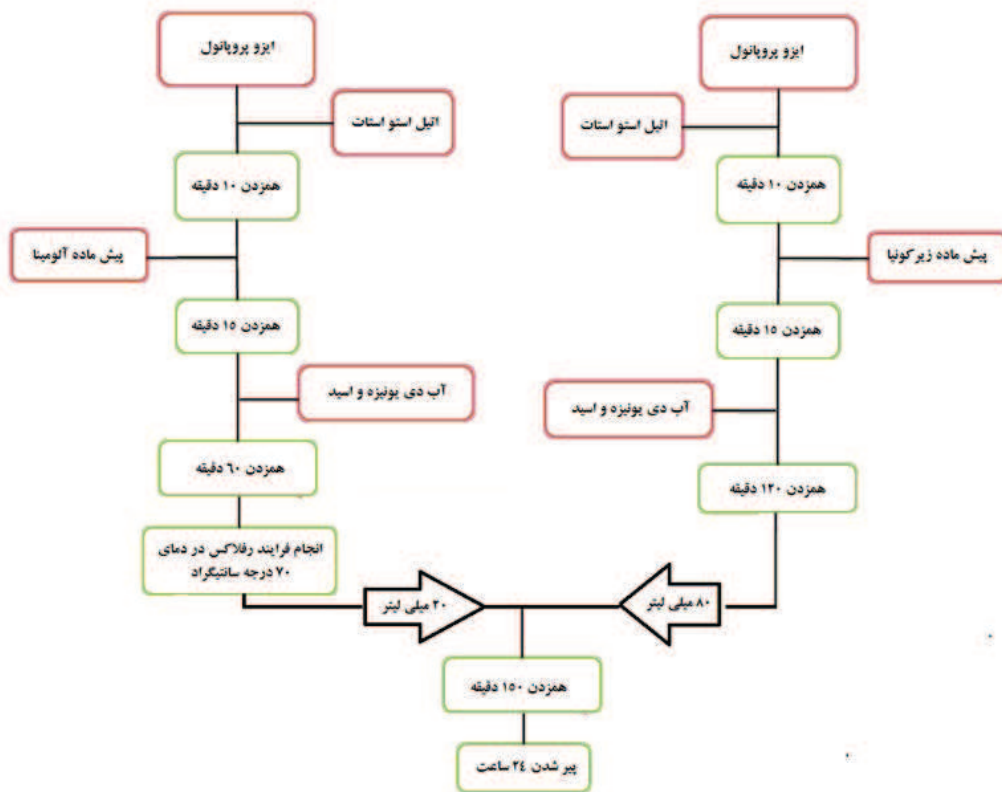 ایزو پروپانول
ایزو پروپانول
اتیل استو استات
اتیل استو استات
همزدن ۱۰ دقیقه
همزدن ۱۰ دقیقه
پیش ماده آلومینا
پیش ماده زیرکونیا
همزدن ۱۵ دقیقه
همزدن ۱۵ دقیقه
آب دی یونیزه و اسید
آب دی یونیزه و اسید
همزدن ۶۰ دقیقه
همزدن ۱۲۰ دقیقه
انجام فرایند رفلاکس در دمای
۷۰ درجه سانتیگراد
۲۰ میلی لیتر
۸۰ میلی لیتر
همزدن ۱۵۰ دقیقه
پیر شدن ۲٤ ساعت